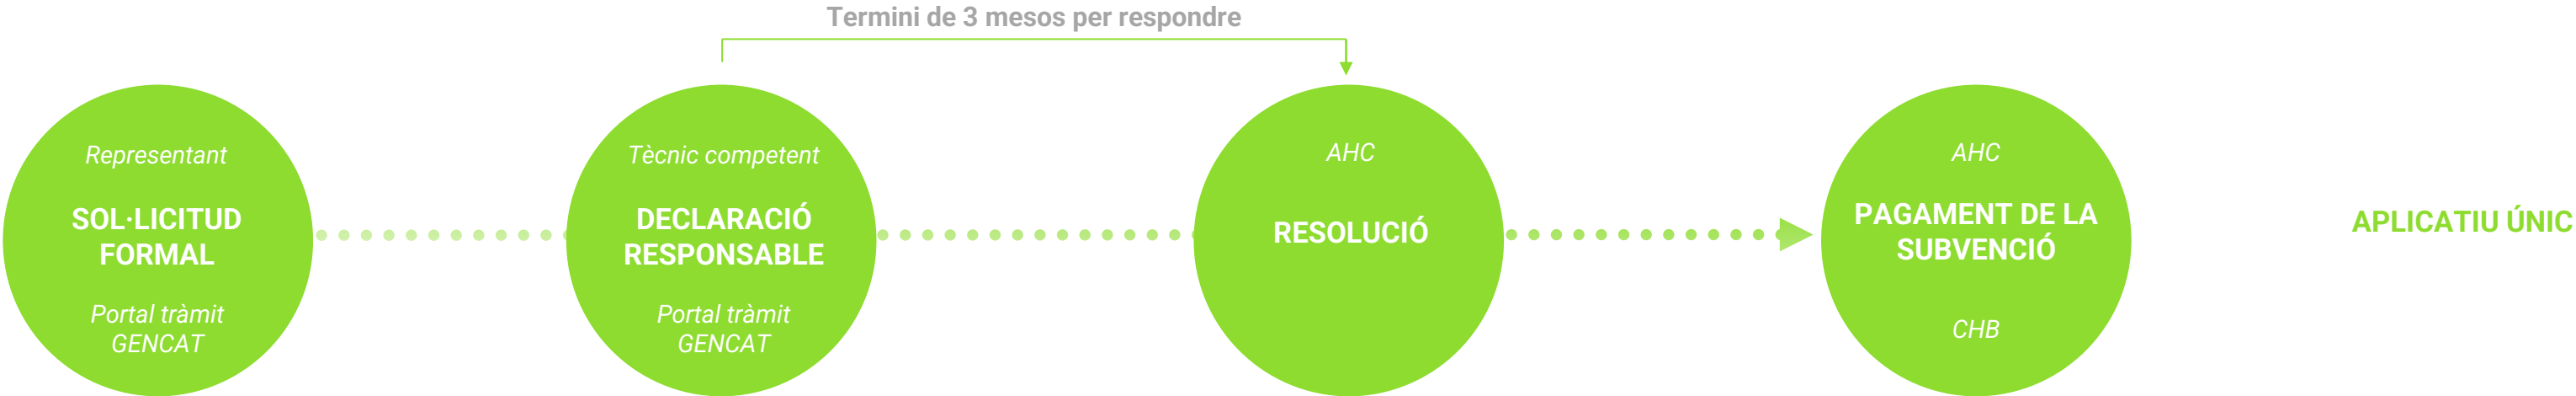 Termini de 3 mesos per respondre
Representant
SOL·LICITUD
FORMAL
Portal tràmit
GENCAT
Tècnic competent
DECLARACIÓ
RESPONSABLE
Portal tràmit
GENCAT
AHC
RESOLUCIÓ
AHC
PAGAMENT DE LA
SUBVENCIÓ
CHB
APLICATIU ÚNIC